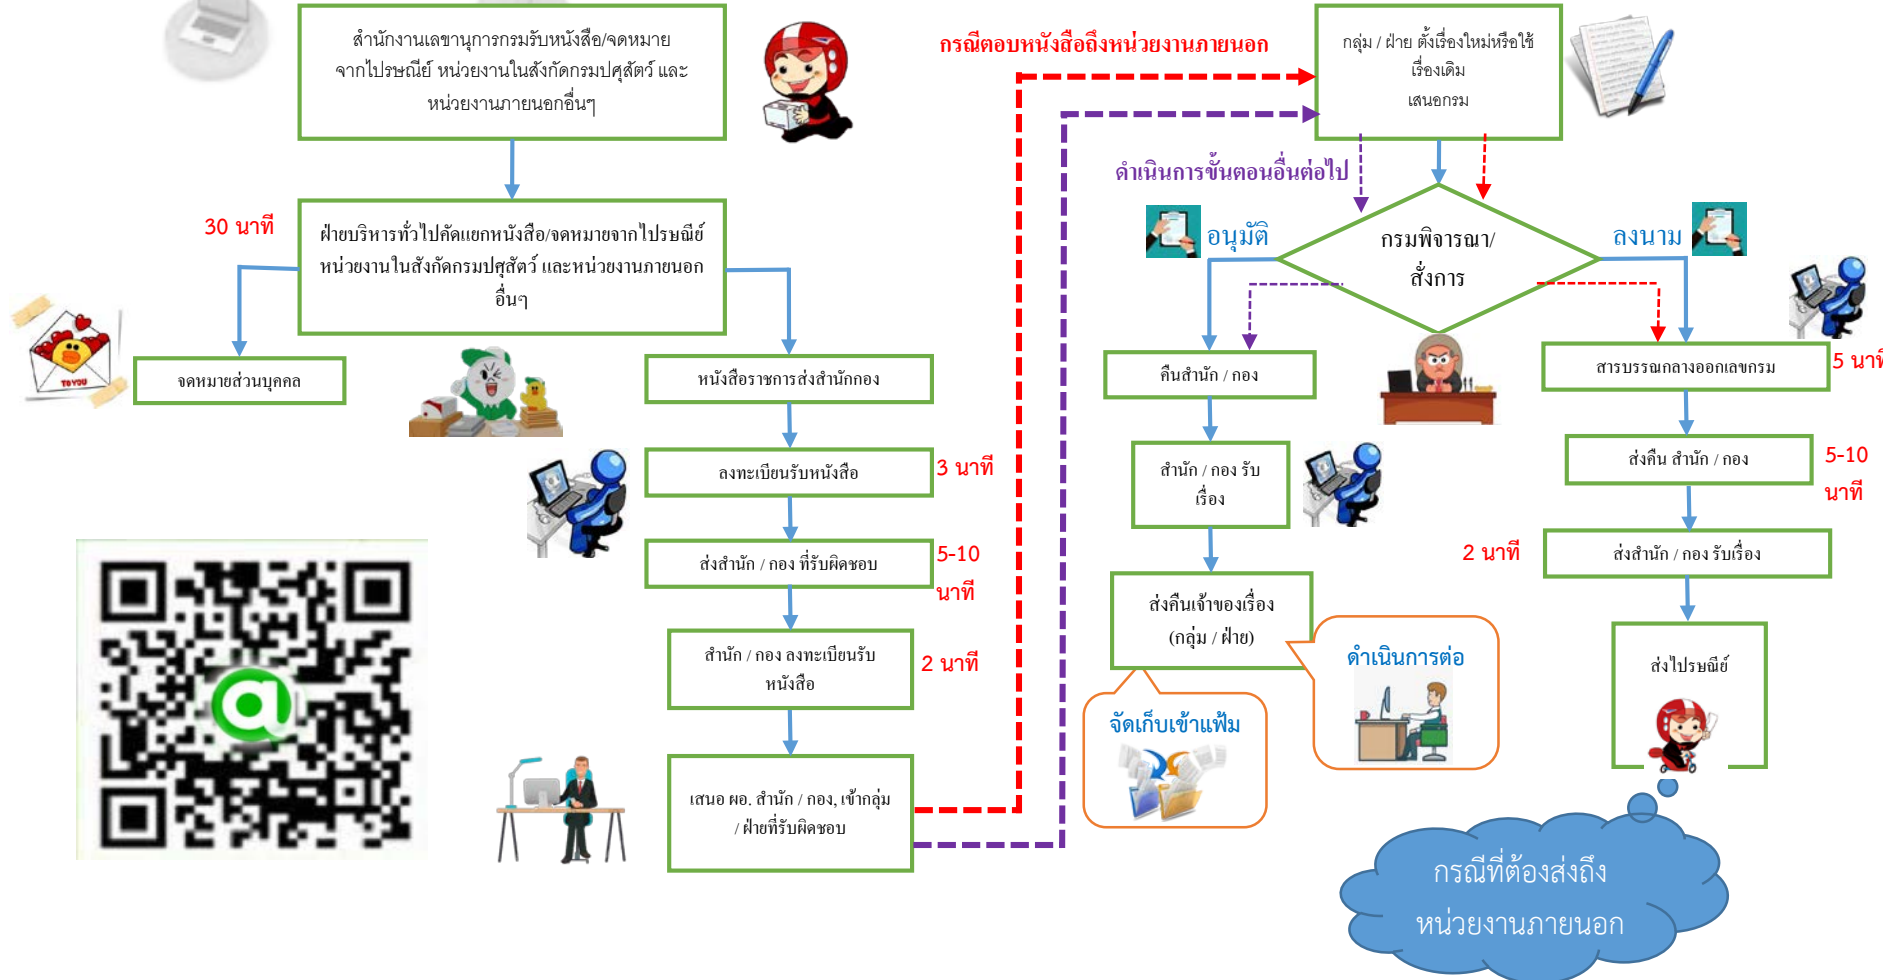 สำนักงานเลขานุการกรมรับหนังสือ/จดหมาย
จากไปรษณีย์ หน่วยงานในสังกัดกรมปศุสัตว์ และ
หน่วยงานภายนอกอื่นๆ
30 นาที
ฝ่ายบริหารทั่วไปคัดแยกหนังสือ/จดหมายจากไปรษณีย์
หน่วยงานในสังกัดกรมปศุสัตว์ และหน่วยงานภายนอก
อื่นๆ
TO YOU
จดหมายส่วนบุคคล
หนังสือราชการส่งสำนักกอง
ลงทะเบียนรับหนังสือ
3 นาที
ส่งสำนัก / กอง ที่รับผิดชอบ
5-10
นาที
สำนัก / กอง ลงทะเบียนรับ
หนังสือ
2 นาที
เสนอ ผอ. สำนัก / กอง, เข้ากลุ่ม
/ ฝ่ายที่รับผิดชอบ
กรณีตอบหนังสือถึงหน่วยงานภายนอก
กลุ่ม / ฝ่าย ตั้งเรื่องใหม่หรือใช้
เรื่องเดิม
เสนอกรม
ดำเนินการขั้นตอนอื่นต่อไป
อนุมัติ
กรมพิจารณา/
สั่งการ
ลงนาม
คืนสำนัก / กอง
สำนัก / กอง รับ
เรื่อง
ส่งคืนเจ้าของเรื่อง
(กลุ่ม / ฝ่าย)
จัดเก็บเข้าแฟ้ม
ดำเนินการต่อ
สารบรรณกลางออกเลขกรม
5 นาที
ส่งคืน สำนัก / กอง
5-10
นาที
2 นาที
ส่งสำนัก / กอง รับเรื่อง
ส่งไปรษณีย์
กรณีที่ต้องส่งถึง
หน่วยงานภายนอก